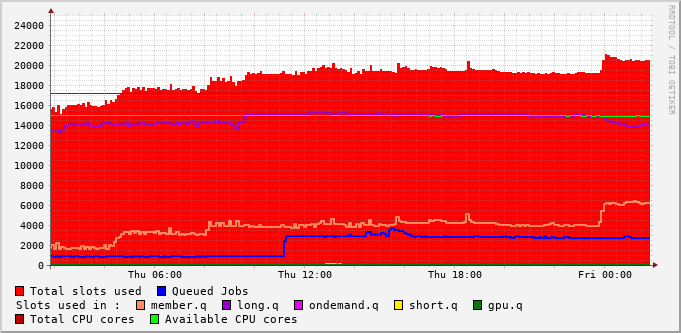 RRDTOOL / TOBI OETIKER
24000
22000
20000
18000
16000
14000
12000
10000
8000
6000
4000
2000
0
Thu 06:00 Thu 12:00 Thu 18:00 Fri 00:00
Total slots used Queued Jobs
Slots used in : member.q long.q ondemand.q short.q gpu.q
Total CPU cores Available CPU cores